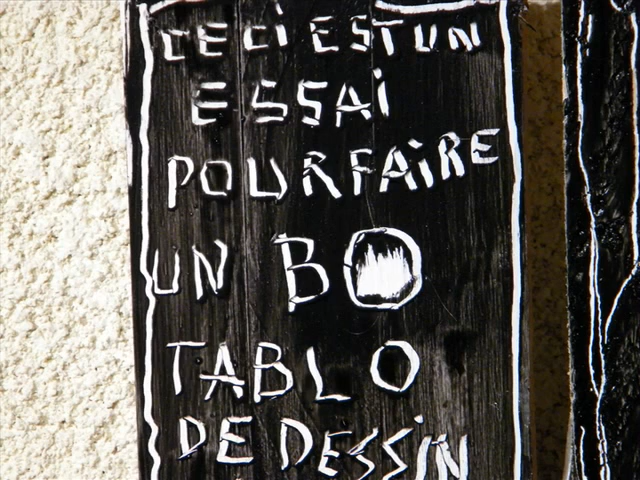 CECI EST UN
ESSAI
POUR FAIRE
UN BO
TABLO
DE DESSIN